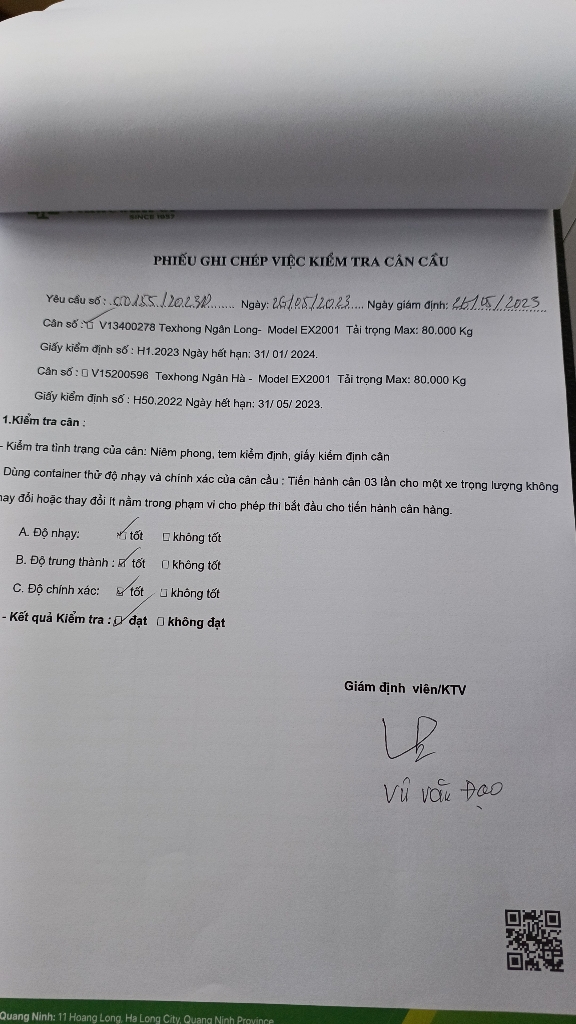 SINCE 1957
PHIẾU GHI CHÉP VIỆC KIỂM TRA CÂN CẦU
Yêu cầu số : Ngày: 26/05/2023 Ngày giám định: 26/05/2023
Cân số : V13400278 Texhong Ngân Long- Model EX2001 Tải trọng Max: 80.000 Kg
Giấy kiểm định số : H1.2023 Ngày hết hạn: 31/ 01/ 2024.
Cân số : □ V15200596 Texhong Ngân Hà - Model EX2001 Tải trọng Max: 80.000 Kg
Giấy kiểm định số : H50.2022 Ngày hết hạn: 31/ 05/ 2023.
1.Kiểm tra cân :
- Kiểm tra tình trạng của cân: Niêm phong, tem kiểm định, giấy kiểm định cân
Dùng container thử độ nhạy và chính xác của cân cầu : Tiến hành cân 03 lần cho một xe trọng lượng không
hay đổi hoặc thay đổi ít nằm trong phạm vi cho phép thì bắt đầu cho tiến hành cân hàng.
A. Độ nhạy: ☑ tốt □ không tốt
B. Độ trung thành : ☑ tốt □ không tốt
C. Độ chính xác: ☑ tốt □ không tốt
- Kết quả Kiểm tra : ☑ đạt □ không đạt
Giám định viên/KTV
Vũ Văn Đạo
Quang Ninh: 11 Hoang Long, Ha Long City, Quang Ninh Province